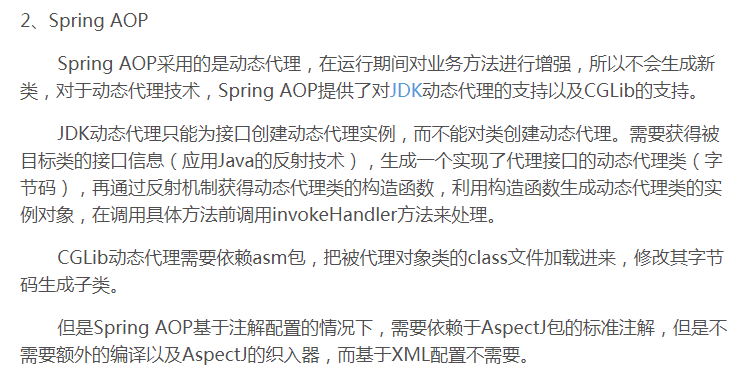 2、Spring AOP
Spring AOP采用的是动态代理，在运行期间对业务方法进行增强，所以不会生成新
类，对于动态代理技术，Spring AOP提供了对JDK动态代理的支持以及CGLib的支持。
JDK动态代理只能为接口创建动态代理实例，而不能对类创建动态代理。需要获得被
目标类的接口信息（应用Java的反射技术），生成一个实现了代理接口的动态代理类（字
节码），再通过反射机制获得动态代理类的构造函数，利用构造函数生成动态代理类的实
例对象，在调用具体方法前调用invokeHandler方法来处理。
CGLib动态代理需要依赖asm包，把被代理对象类的class文件加载进来，修改其字节
码生成子类。
但是Spring AOP基于注解配置的情况下，需要依赖于AspectJ包的标准注解，但是不
需要额外的编译以及AspectJ的织入器，而基于XML配置不需要。